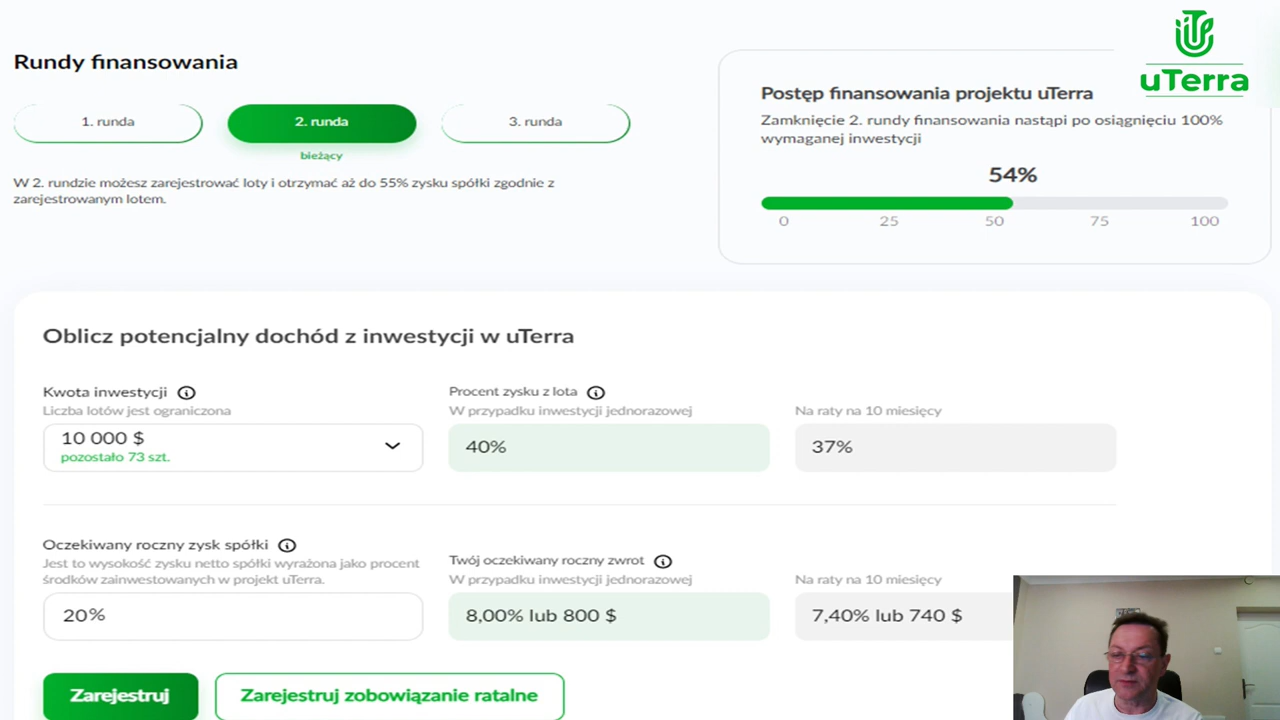 uTerra
Rundy finansowania
1. runda
2. runda
3. runda
bieżący
W 2. rundzie możesz zarejestrować loty i otrzymać aż do 55% zysku spółki zgodnie z
zarejestrowanym lotem.
Postęp finansowania projektu uTerra
Zamknięcie 2. rundy finansowania nastąpi po osiągnięciu 100%
wymaganej inwestycji
54%
0 25 50 75 100
Oblicz potencjalny dochód z inwestycji w uTerra
Kwota inwestycji
Liczba lotów jest ograniczona
10 000 $
pozostało 73 szt.
Procent zysku z lota
W przypadku inwestycji jednorazowej
40%
Na raty na 10 miesięcy
37%
Oczekiwany roczny zysk spółki
Jest to wysokość zysku netto spółki wyrażona jako procent
środków zainwestowanych w projekt uTerra.
20%
Twój oczekiwany roczny zwrot
W przypadku inwestycji jednorazowej
8,00% lub 800 $
Na raty na 10 miesięcy
7,40% lub 740 $
Zarejestruj
Zarejestruj zobowiązanie ratalne